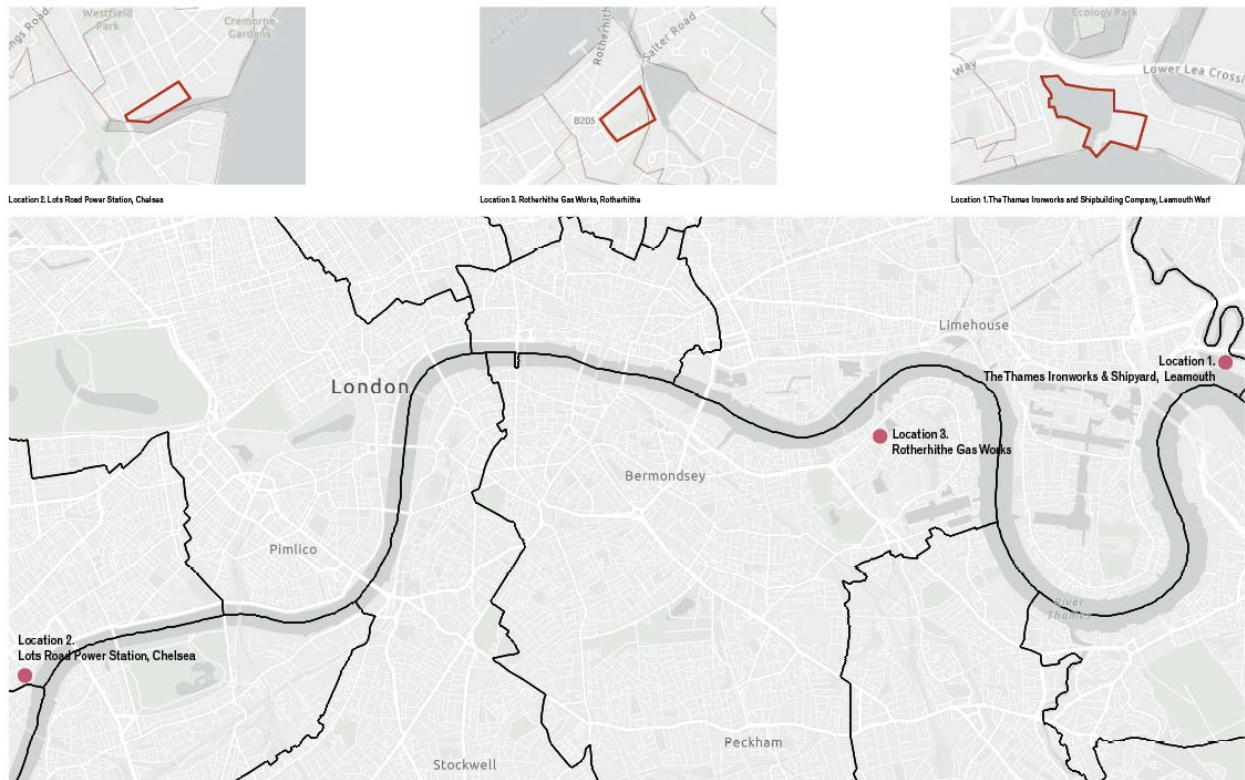 Westfield
Park
Cremorne
Gardens
ngs Road
Rotherhith
Salter Road
B205
Ecology Park
Way
Lower Lea Crossi
Location 2. Lots Road Power Station, Chelsea
Location 3. Rotherhithe Gas Works, Rotherhithe
Location 1. The Thames Ironworks and Shipbuilding Company, Leamouth Warf
Limehouse
Location 1.
The Thames Ironworks & Shipyard, Leamouth
London
Location 3.
Rotherhithe Gas Works
Bermondsey
Pimlico
River
Thames
Location 2.
Lots Road Power Station, Chelsea
Peckham
Stockwell